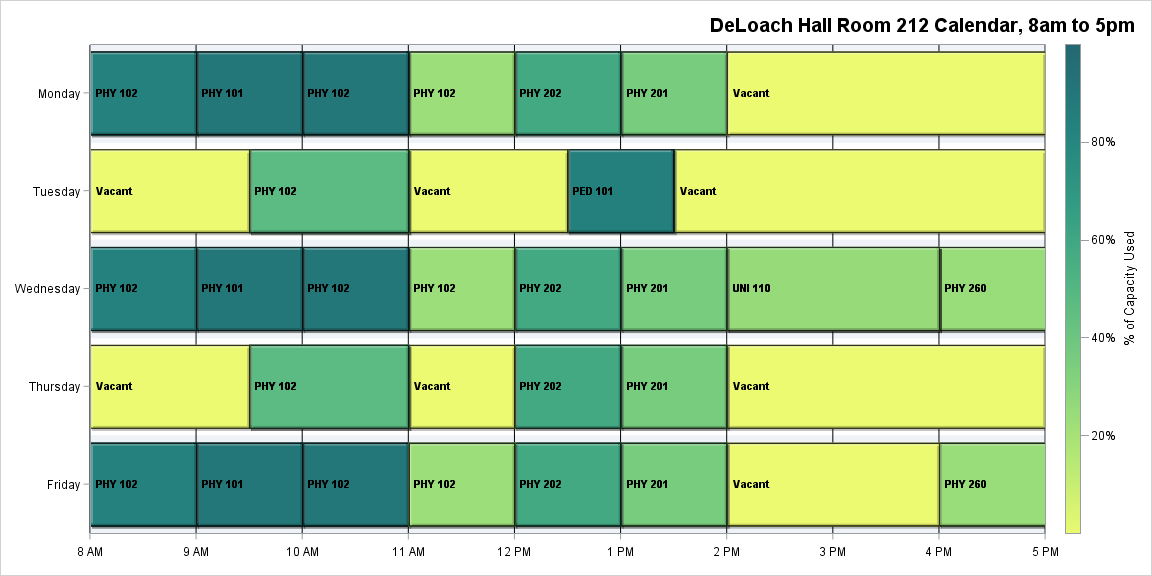 DeLoach Hall Room 212 Calendar, 8am to 5pm
Monday PHY 102 PHY 101 PHY 102 PHY 102 PHY 202 PHY 201 Vacant
80%
Tuesday Vacant PHY 102 Vacant PED 101 Vacant
60%
% of Capacity Used
Wednesday PHY 102 PHY 101 PHY 102 PHY 102 PHY 202 PHY 201 UNI 110 PHY 260
40%
Thursday Vacant PHY 102 Vacant PHY 202 PHY 201 Vacant
20%
Friday PHY 102 PHY 101 PHY 102 PHY 102 PHY 202 PHY 201 Vacant PHY 260
8 AM 9 AM 10 AM 11 AM 12 PM 1 PM 2 PM 3 PM 4 PM 5 PM